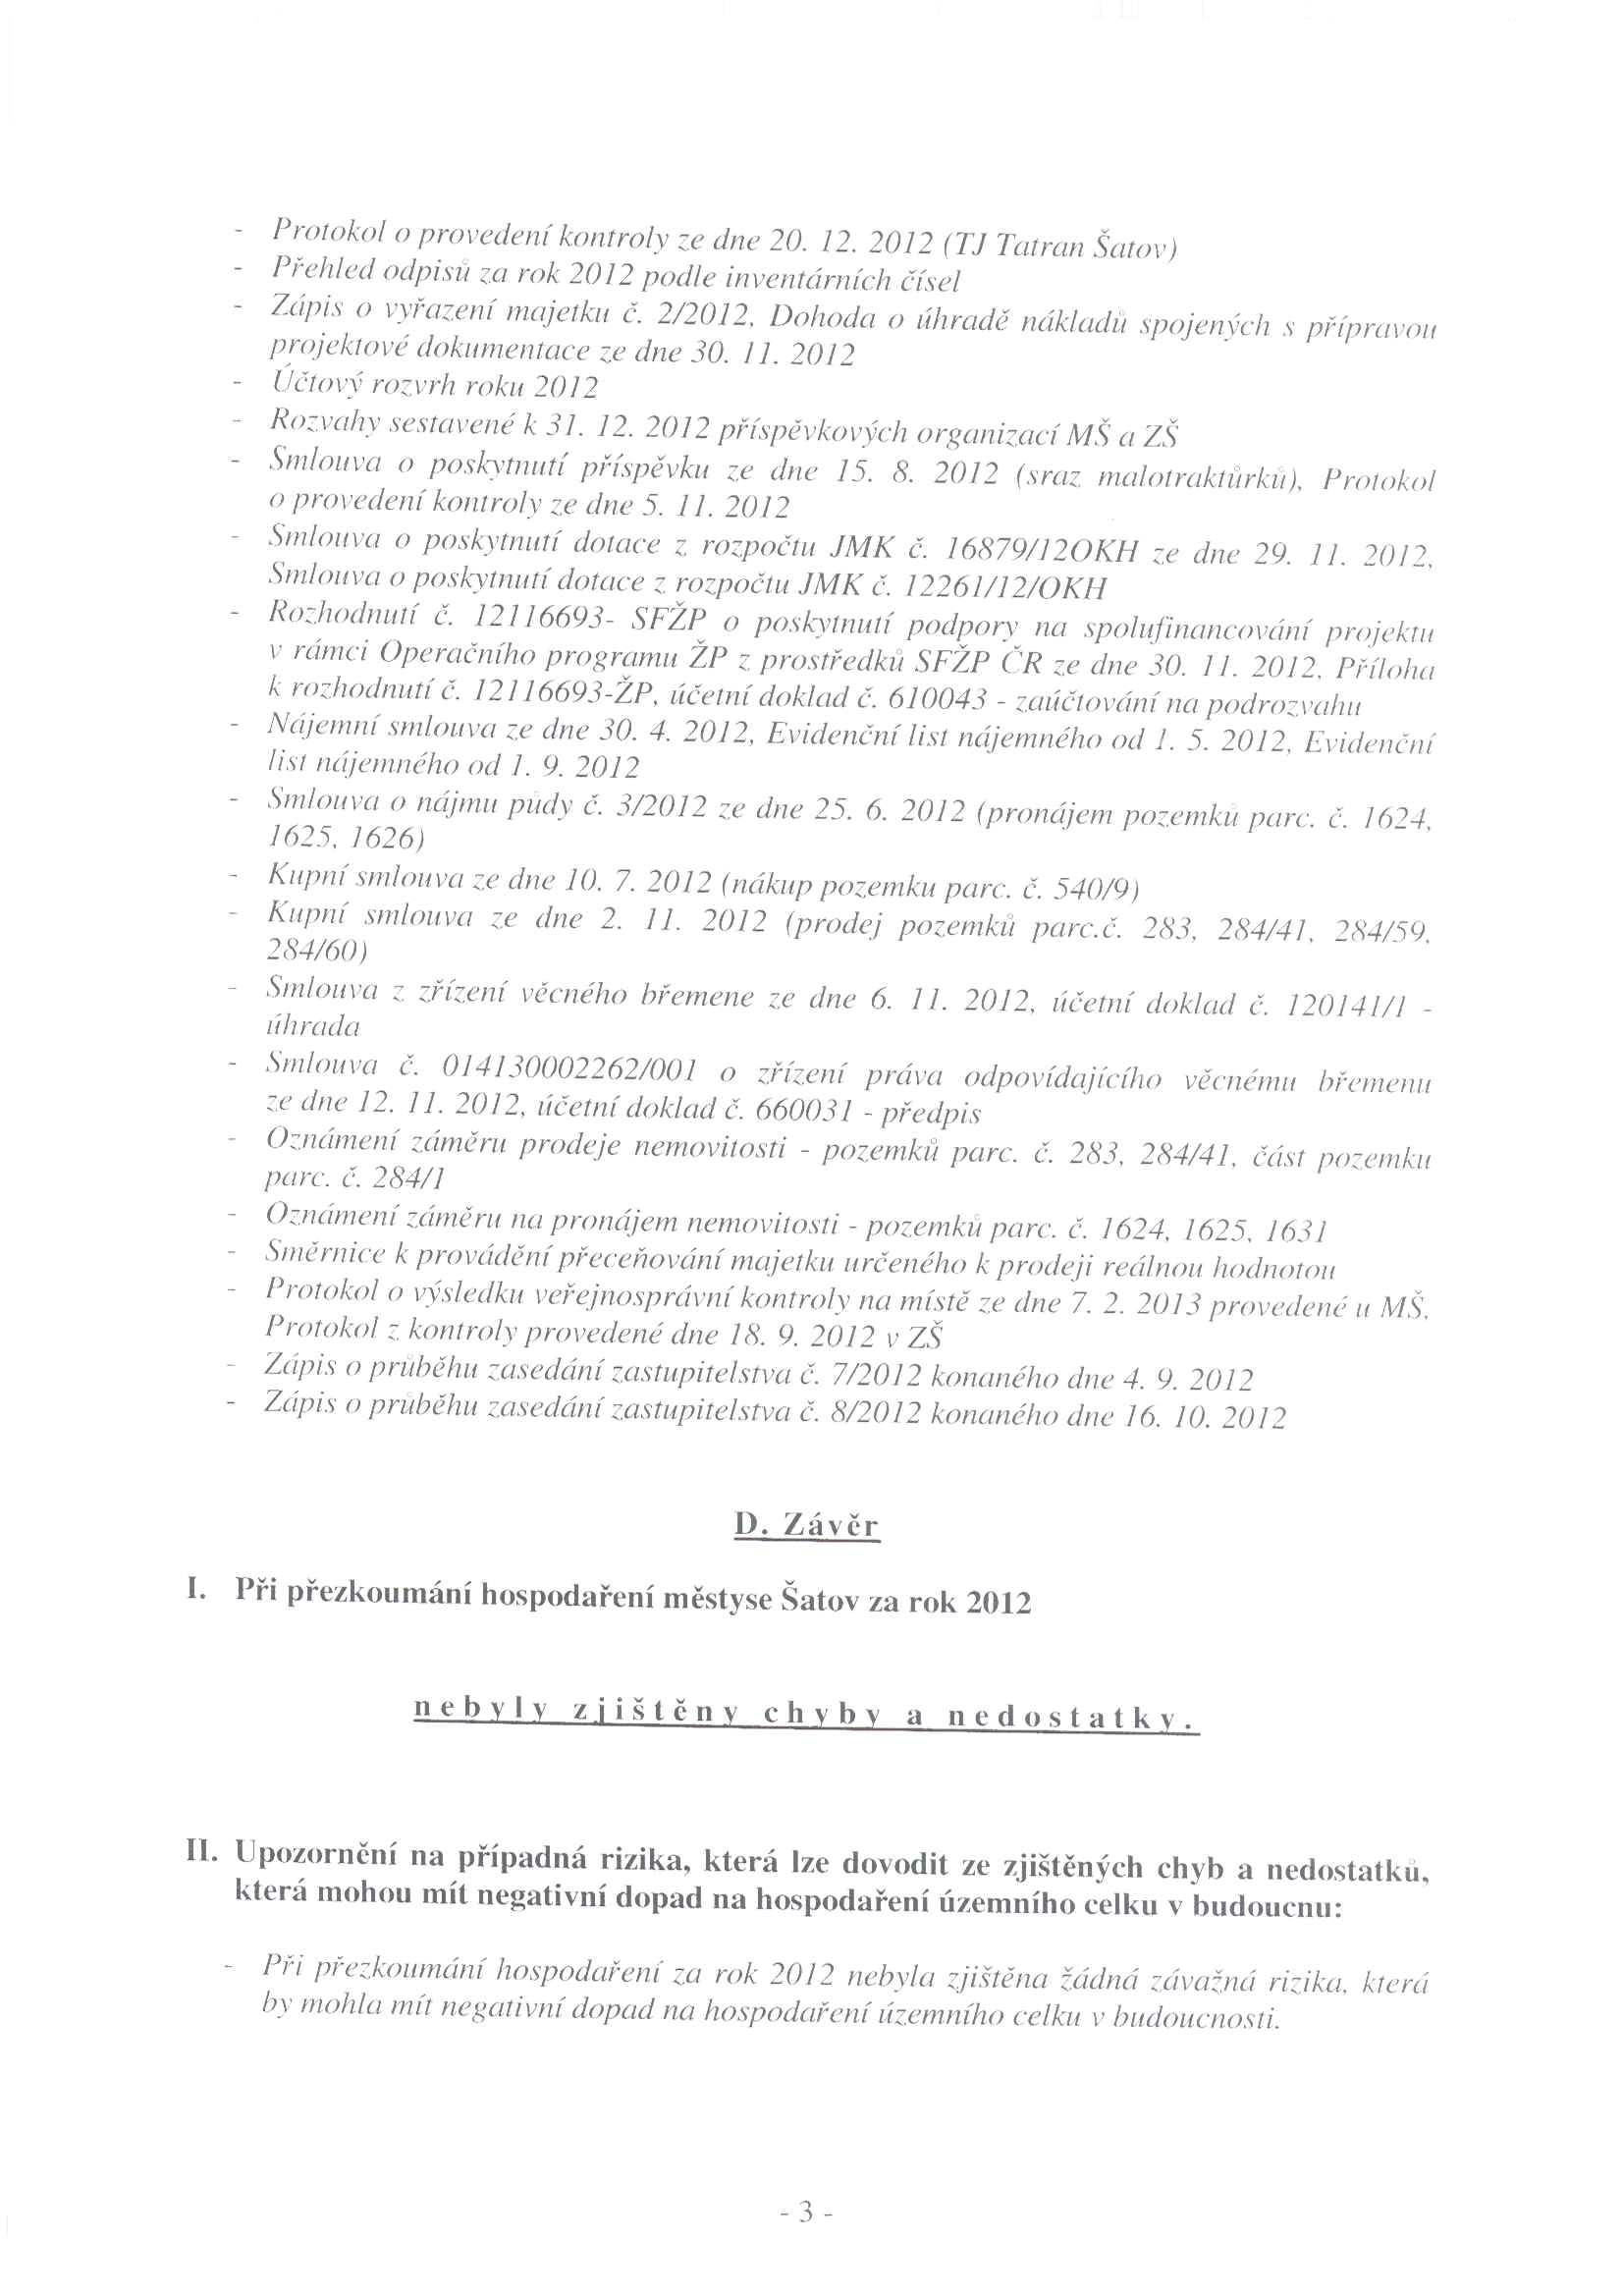 - Protokol o provedení kontroly ze dne 20. 12. 2012 (TJ Tatran Šatov)
- Přehled odpisů za rok 2012 podle inventárních čísel
- Zápis o vyřazení majetku č. 2/2012, Dohoda o úhradě nákladů spojených s přípravou
projektové dokumentace ze dne 30. 11. 2012
- Účtový rozvrh roku 2012
- Rozvahy sestavené k 31. 12. 2012 příspěvkových organizací MŠ a ZŠ
- Smlouva o poskytnutí příspěvku ze dne 15. 8. 2012 (sraz malotraktůrků), Protokol
o provedení kontroly ze dne 5. 11. 2012
- Smlouva o poskytnutí dotace z rozpočtu JMK č. 16879/12OKH ze dne 29. 11. 2012,
Smlouva o poskytnutí dotace z rozpočtu JMK č. 12261/12/OKH
- Rozhodnutí č. 12116693- SFŽP o poskytnutí podpory na spolufinancování projektu
v rámci Operačního programu ŽP z prostředků SFŽP ČR ze dne 30. 11. 2012, Příloha
k rozhodnutí č. 12116693-ŽP, účetní doklad č. 610043 - zaúčtování na podrozvahu
- Nájemní smlouva ze dne 30. 4. 2012, Evidenční list nájemného od 1. 5. 2012, Evidenční
list nájemného od 1. 9. 2012
- Smlouva o nájmu půdy č. 3/2012 ze dne 25. 6. 2012 (pronájem pozemků parc. č. 1624,
1625, 1626)
- Kupní smlouva ze dne 10. 7. 2012 (nákup pozemku parc. č. 540/9)
- Kupní smlouva ze dne 2. 11. 2012 (prodej pozemků parc.č. 283, 284/41, 284/59,
284/60)
- Smlouva z zřízení věcného břemene ze dne 6. 11. 2012, účetní doklad č. 120141/1 -
úhrada
- Smlouva č. 014130002262/001 o zřízení práva odpovídajícího věcnému břemenu
ze dne 12. 11. 2012, účetní doklad č. 660031 - předpis
- Oznámení záměru prodeje nemovitosti - pozemků parc. č. 283, 284/41, část pozemku
parc. č. 284/1
- Oznámení záměru na pronájem nemovitosti - pozemků parc. č. 1624, 1625, 1631
- Směrnice k provádění přeceňování majetku určeného k prodeji reálnou hodnotou
- Protokol o výsledku veřejnosprávní kontroly na místě ze dne 7. 2. 2013 provedené u MŠ,
Protokol z kontroly provedené dne 18. 9. 2012 v ZŠ
- Zápis o průběhu zasedání zastupitelstva č. 7/2012 konaného dne 4. 9. 2012
- Zápis o průběhu zasedání zastupitelstva č. 8/2012 konaného dne 16. 10. 2012
D. Závěr
I. Při přezkoumání hospodaření městyse Šatov za rok 2012
nebyly zjištěny chyby a nedostatky.
II. Upozornění na případná rizika, která lze dovodit ze zjištěných chyb a nedostatků,
která mohou mít negativní dopad na hospodaření územního celku v budoucnu:
- Při přezkoumání hospodaření za rok 2012 nebyla zjištěna žádná závažná rizika, která
by mohla mít negativní dopad na hospodaření územního celku v budoucnosti.
- 3 -